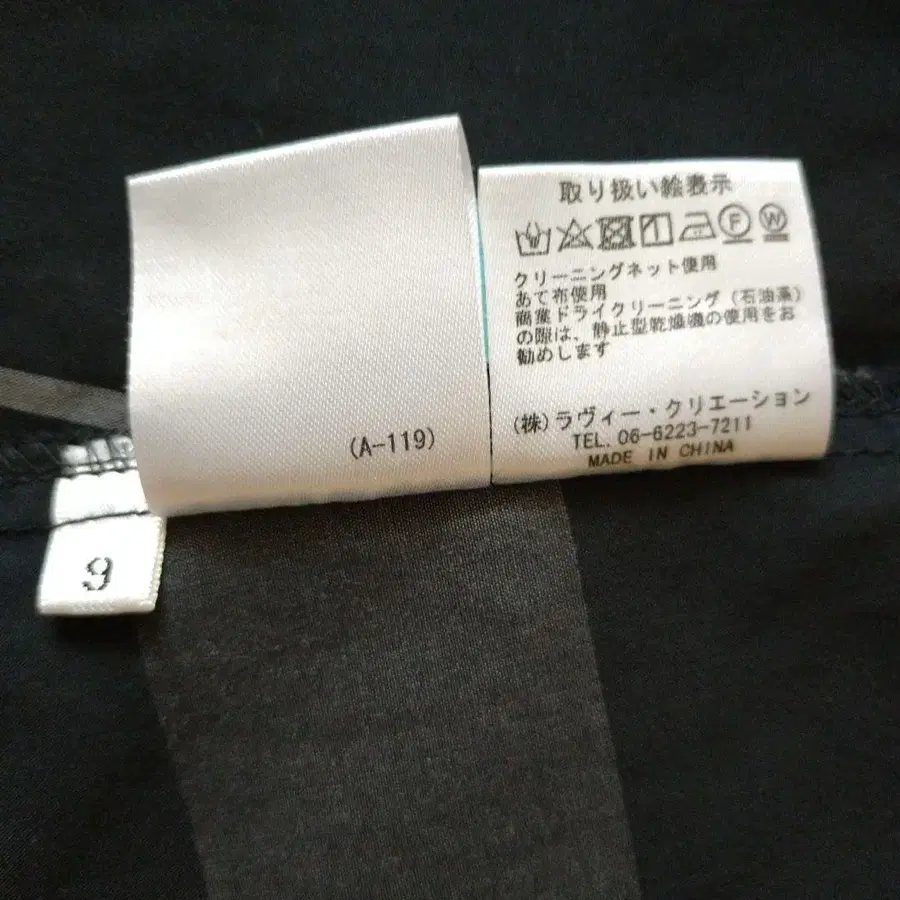 取り扱い絵表示
F W
クリーニングネット使用
あて布使用
商業ドライクリーニング(石油系)
の際は、静止型乾燥機の使用をお
勧めします
(株)ラヴィー・クリエーション
TEL. 06-6223-7211
MADE IN CHINA
(A-119)
9